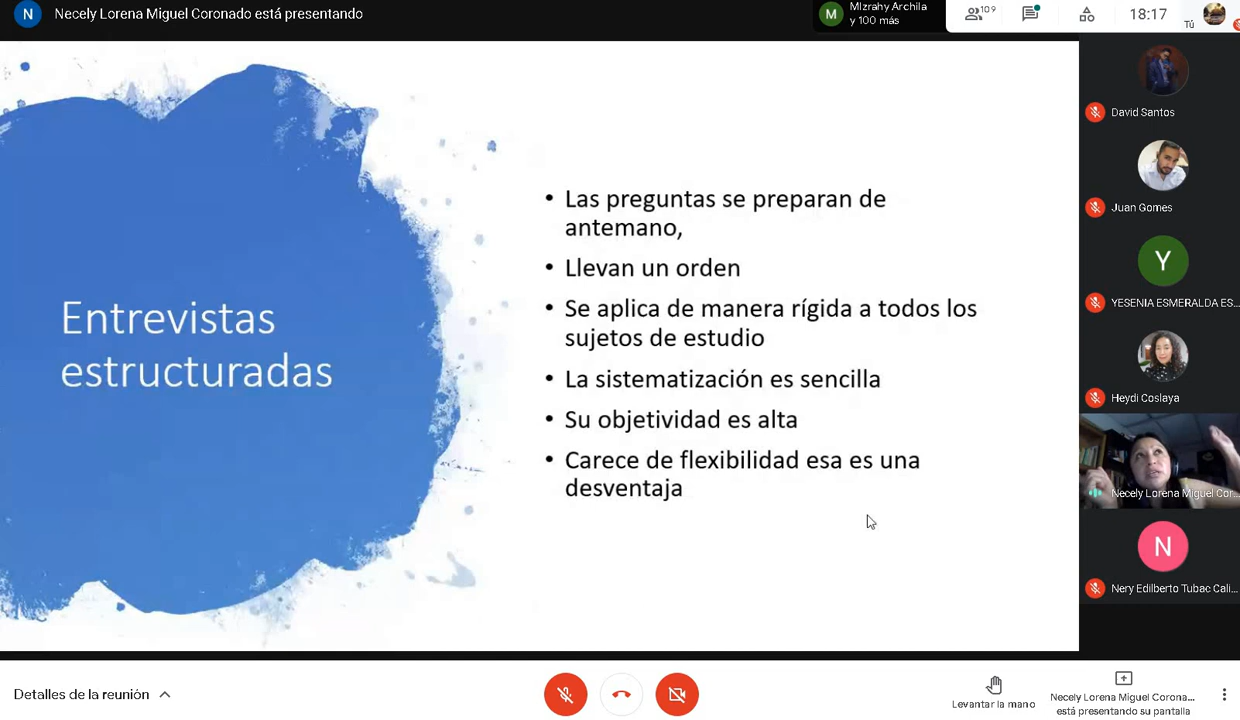 N
Necely Lorena Miguel Coronado está presentando
M
MIzrahy Archila
y 100 más
109
18:17
Tú
David Santos
Juan Gomes
Y
YESENIA ESMERALDA ES...
Heydi Coslaya
Entrevistas
estructuradas
• Las preguntas se preparan de
antemano,
• Llevan un orden
• Se aplica de manera rígida a todos los
sujetos de estudio
• La sistematización es sencilla
• Su objetividad es alta
• Carece de flexibilidad esa es una
desventaja
Necely Lorena Miguel Cor...
N
Nery Edilberto Tubac Cali...
Detalles de la reunión
Levantar la mano
Necely Lorena Miguel Corona...
está presentando su pantalla